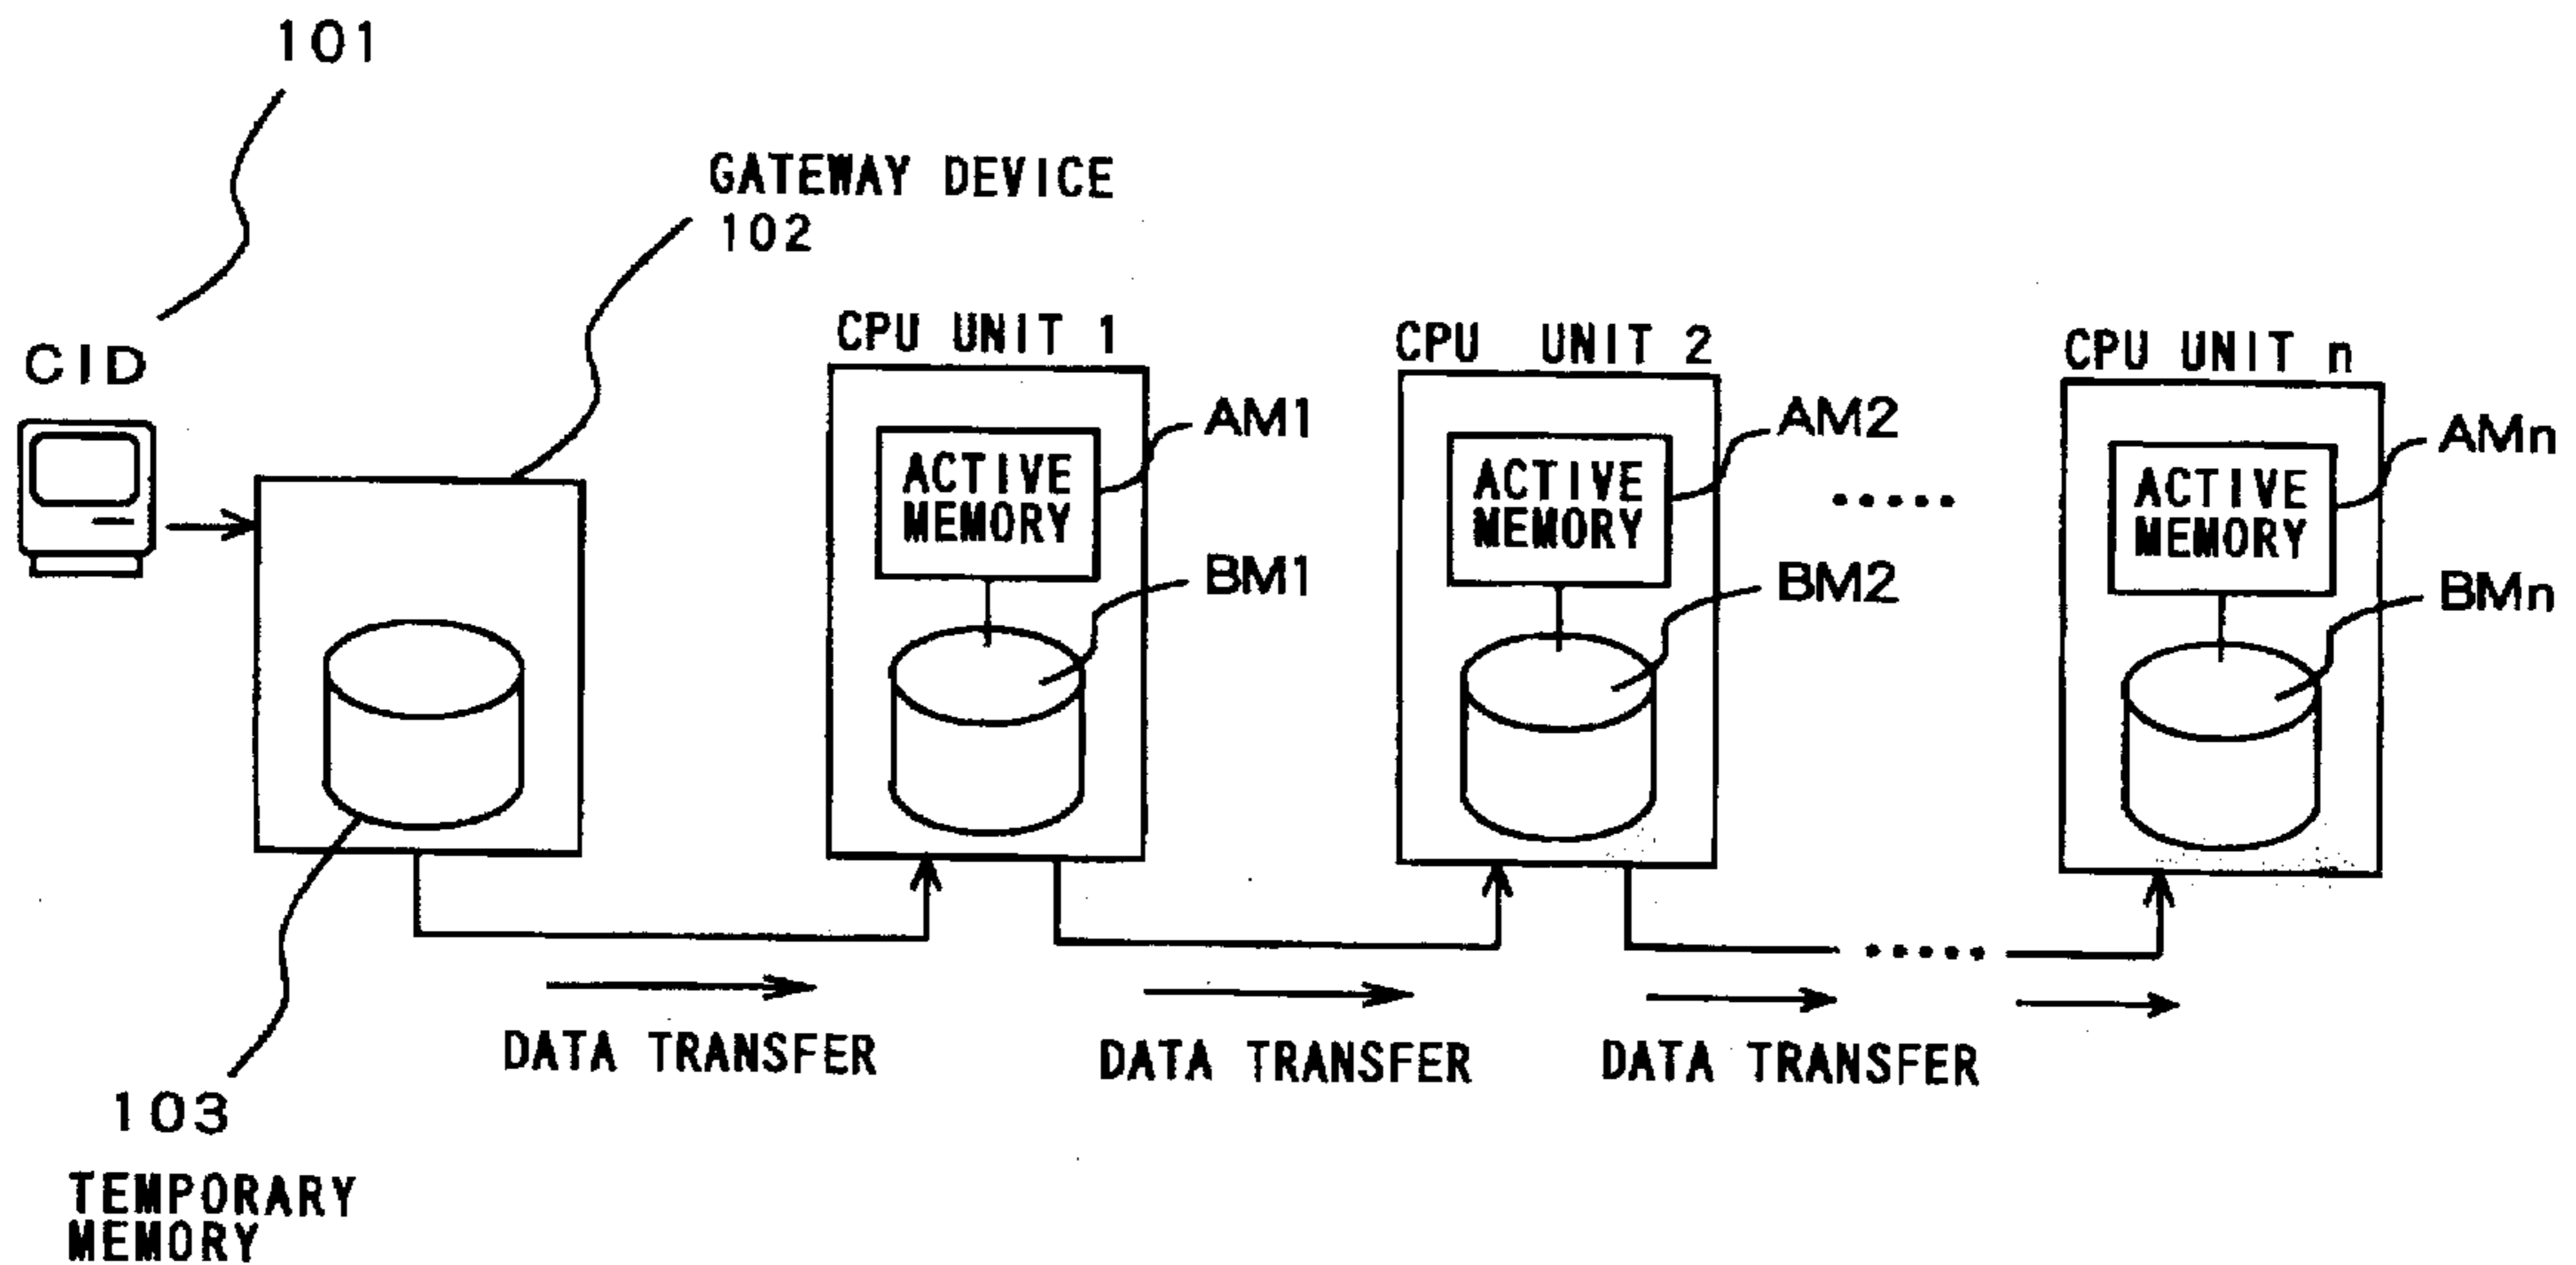 101
GATEWAY DEVICE
102
CID
CPU UNIT 1
CPU UNIT 2
CPU UNIT n
AM1
AM2
AMn
ACTIVE
MEMORY
ACTIVE
MEMORY
.....
ACTIVE
MEMORY
BM1
BM2
BMn
.....
DATA TRANSFER
DATA TRANSFER
DATA TRANSFER
103
TEMPORARY
MEMORY